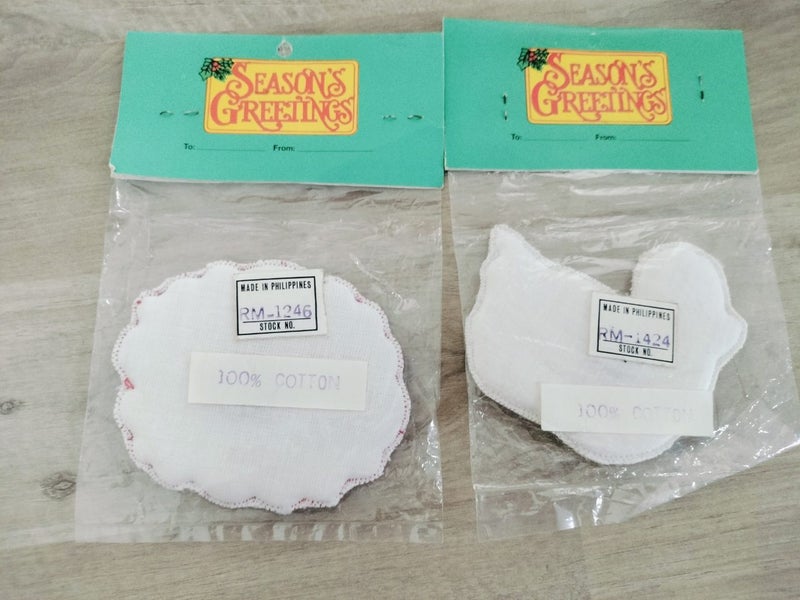 SEASON'S
GREETINGS
To:
From:
MADE IN PHILIPPINES
RM-1246
STOCK NO.
100% COTTON
SEASON'S
GREETINGS
To:
From:
MADE IN PHILIPPINES
RM-1424
STOCK NO.
100% COTTON